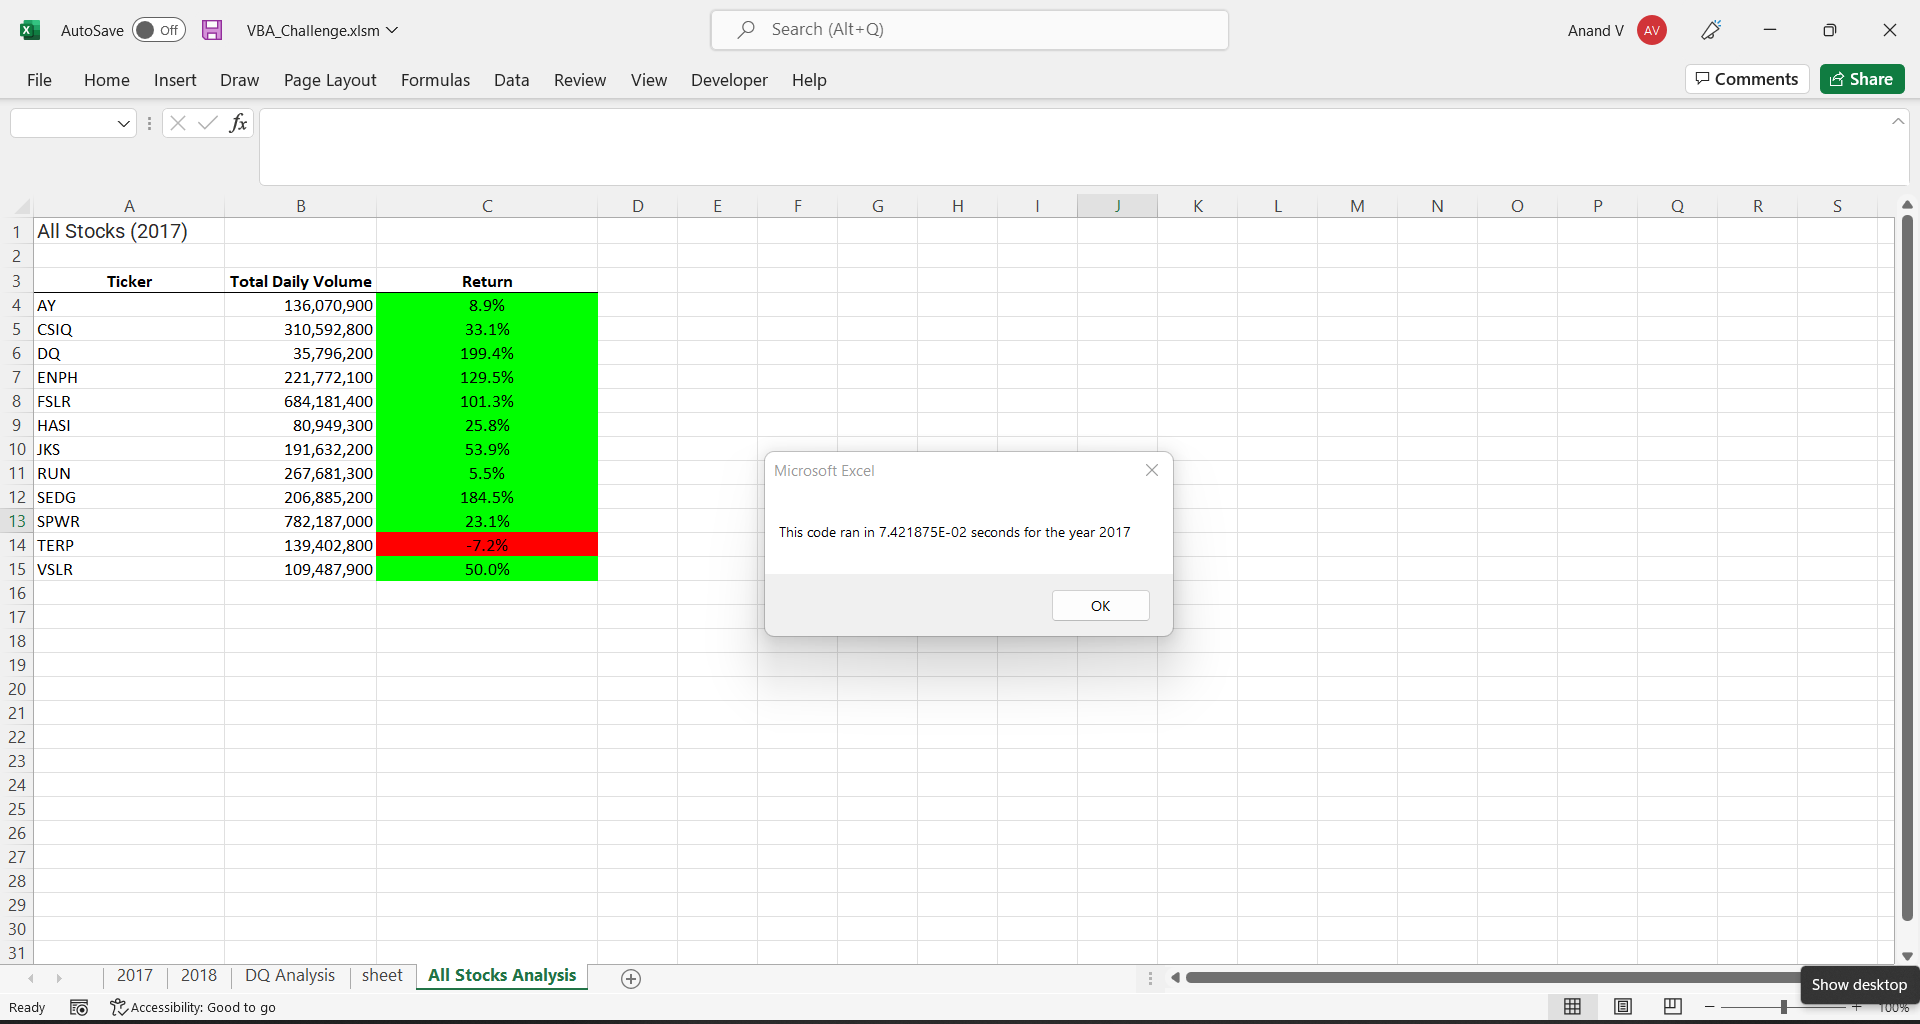 AutoSave Off VBA_Challenge.xlsm Search (Alt+Q) Anand V AV
File Home Insert Draw Page Layout Formulas Data Review View Developer Help Comments Share
fx
A B C D E F G H I J K L M N O P Q R S
1 All Stocks (2017)
2
3 Ticker Total Daily Volume Return
4 AY 136,070,900 8.9%
5 CSIQ 310,592,800 33.1%
6 DQ 35,796,200 199.4%
7 ENPH 221,772,100 129.5%
8 FSLR 684,181,400 101.3%
9 HASI 80,949,300 25.8%
10 JKS 191,632,200 53.9%
11 RUN 267,681,300 5.5%
12 SEDG 206,885,200 184.5%
13 SPWR 782,187,000 23.1%
14 TERP 139,402,800 -7.2%
15 VSLR 109,487,900 50.0%
16
17
18
19
20
21
22
23
24
25
26
27
28
29
30
31
Microsoft Excel
This code ran in 7.421875E-02 seconds for the year 2017
OK
2017 2018 DQ Analysis sheet All Stocks Analysis
Show desktop
Ready Accessibility: Good to go 100%